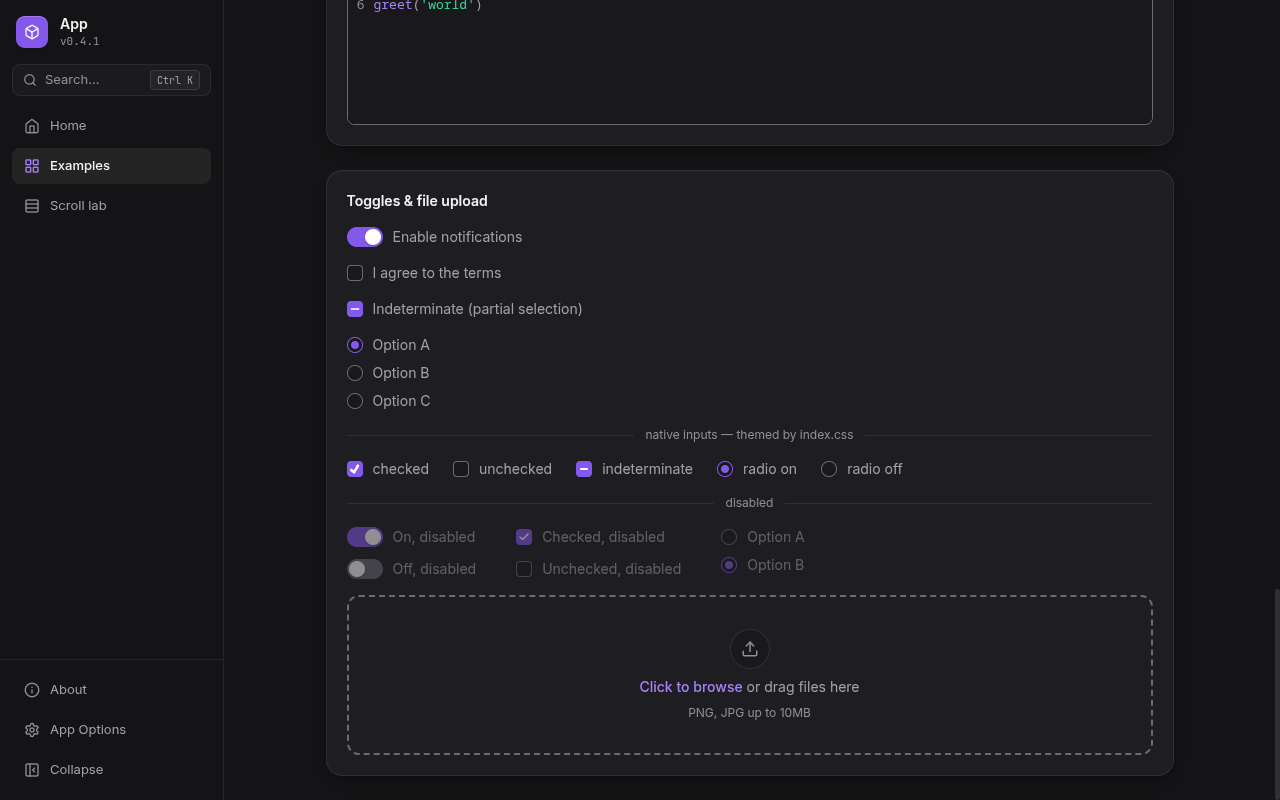 App
v0.4.1
Search...
Ctrl K
Home
Examples
Scroll lab
About
App Options
Collapse
6 greet('world')
Toggles & file upload
Enable notifications
I agree to the terms
Indeterminate (partial selection)
Option A
Option B
Option C
native inputs — themed by index.css
checked unchecked indeterminate radio on radio off
disabled
On, disabled Checked, disabled Option A
Off, disabled Unchecked, disabled Option B
Click to browse or drag files here
PNG, JPG up to 10MB